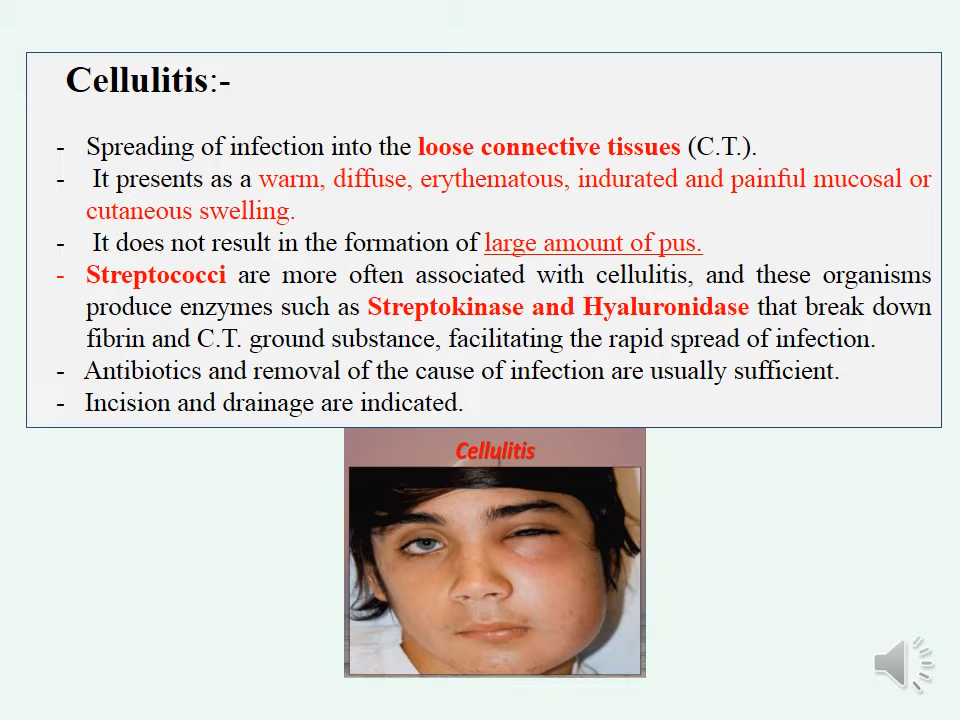 Cellulitis:-
- Spreading of infection into the loose connective tissues (C.T.).
- It presents as a warm, diffuse, erythematous, indurated and painful mucosal or
cutaneous swelling.
- It does not result in the formation of large amount of pus.
- Streptococci are more often associated with cellulitis, and these organisms
produce enzymes such as Streptokinase and Hyaluronidase that break down
fibrin and C.T. ground substance, facilitating the rapid spread of infection.
- Antibiotics and removal of the cause of infection are usually sufficient.
- Incision and drainage are indicated.
Cellulitis